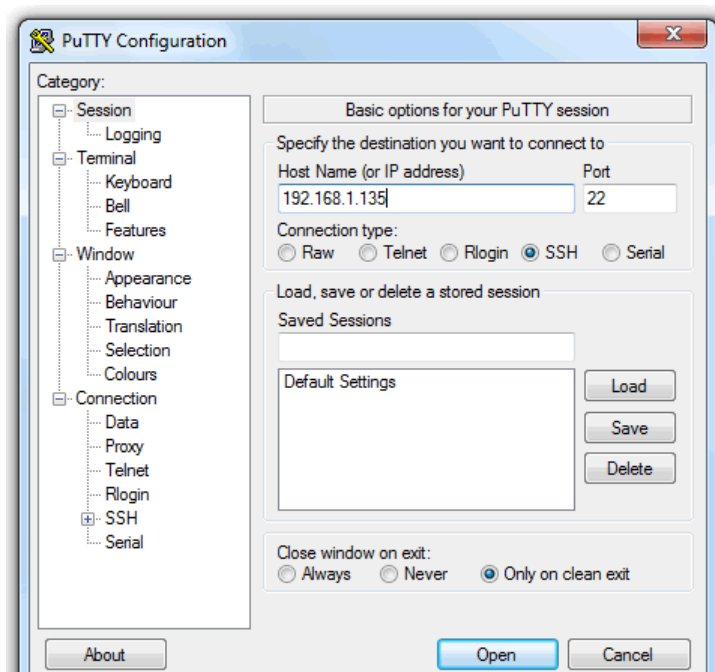 PuTTY Configuration
Category:
Session
Logging
Terminal
Keyboard
Bell
Features
Window
Appearance
Behaviour
Translation
Selection
Colours
Connection
Data
Proxy
Telnet
Rlogin
SSH
Serial
Basic options for your PuTTY session
Specify the destination you want to connect to
Host Name (or IP address) Port
192.168.1.135 22
Connection type:
Raw Telnet Rlogin SSH Serial
Load, save or delete a stored session
Saved Sessions
Default Settings
Load
Save
Delete
Close window on exit:
Always Never Only on clean exit
About Open Cancel